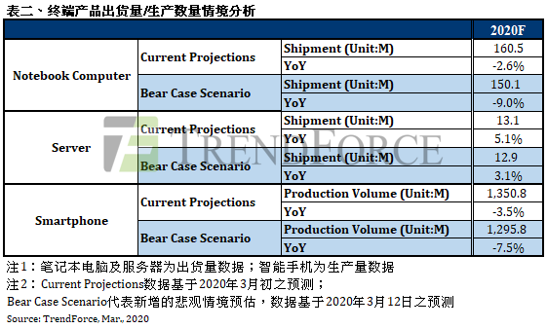 表二、终端产品出货量/生产数量情境分析
2020F
Notebook Computer Current Projections Shipment (Unit:M) 160.5
YoY -2.6%
Bear Case Scenario Shipment (Unit:M) 150.1
YoY -9.0%
Server Current Projections Shipment (Unit:M) 13.1
YoY 5.1%
Bear Case Scenario Shipment (Unit:M) 12.9
YoY 3.1%
Smartphone Current Projections Production Volume (Unit:M) 1,350.8
YoY -3.5%
Bear Case Scenario Production Volume (Unit:M) 1,295.8
YoY -7.5%
TRENDFORCE
注1：笔记本电脑及服务器为出货量数据；智能手机为生产量数据
注2：Current Projections数据基于2020年3月初之预测；
Bear Case Scenario代表新增的悲观情境预估，数据基于2020年3月12日之预测
Source: TrendForce, Mar., 2020